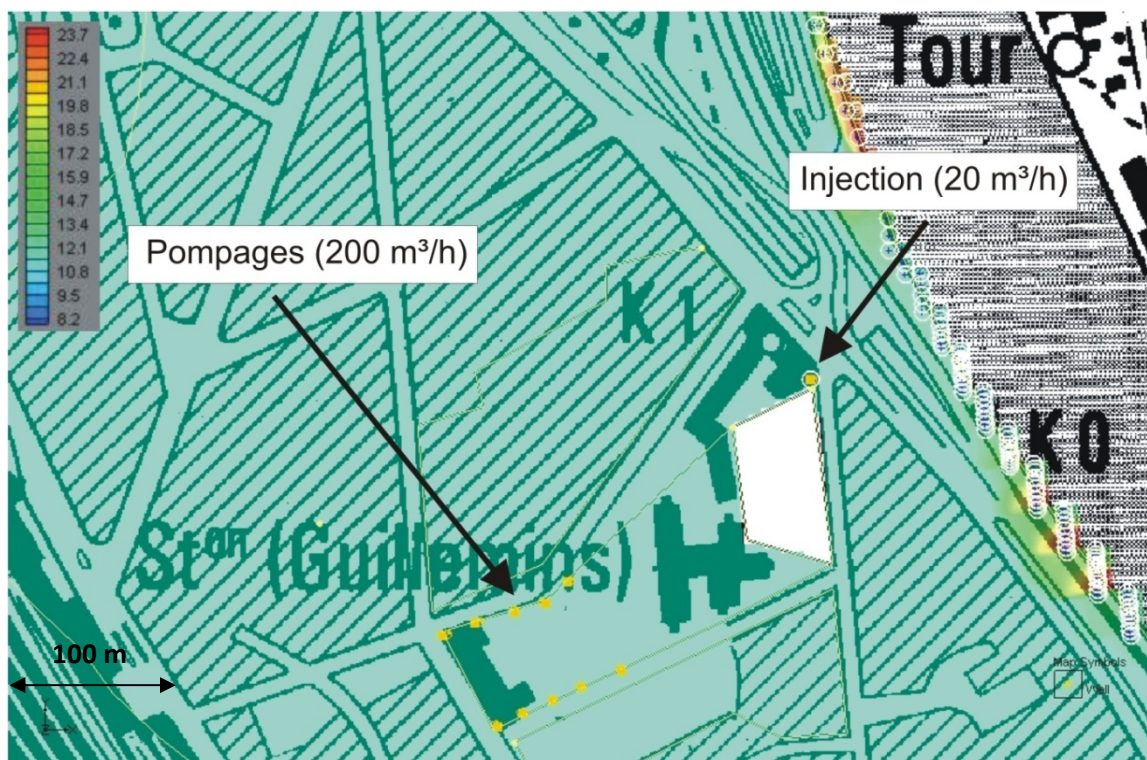 23.7
22.4
21.1
19.8
18.5
17.2
15.9
14.7
13.4
12.1
10.8
9.5
8.2
Tour
Injection (20 m³/h)
Pompages (200 m³/h)
K 1
K 0
St on (Guillemins)
100 m
Map Symbols
Well
Y
X